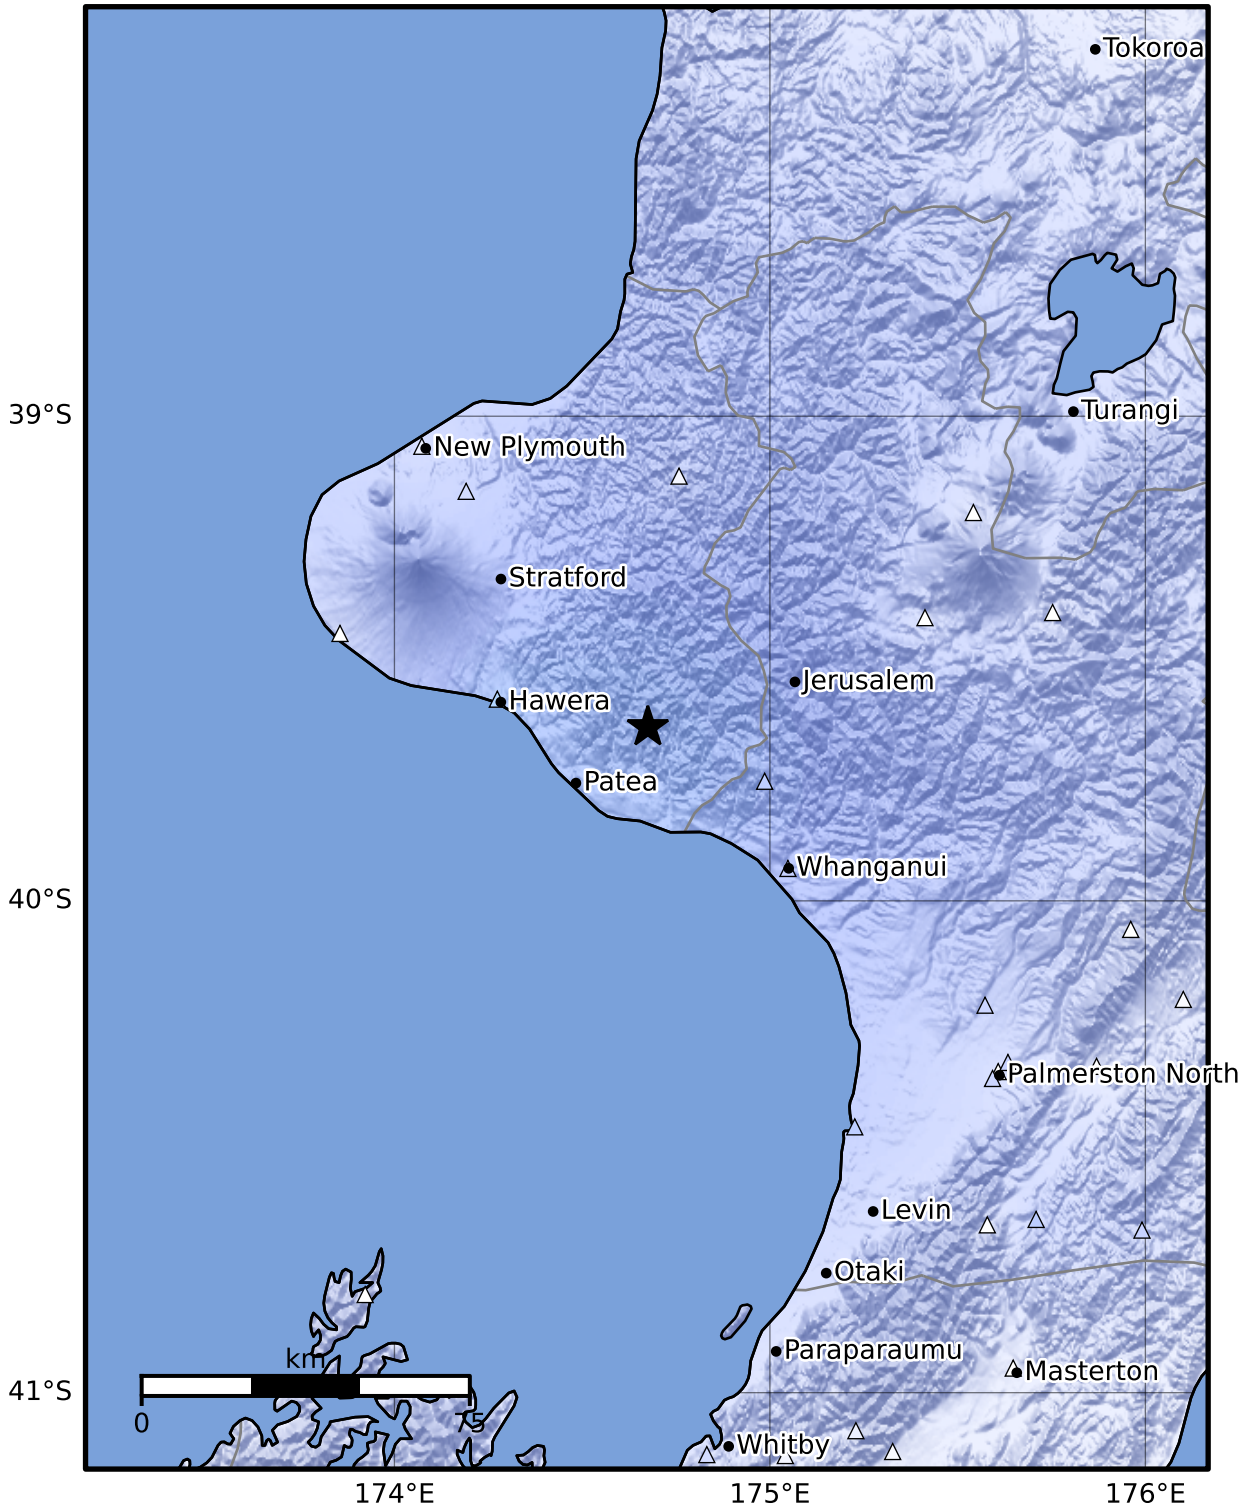 Tokoroa
39°S
Turangi
New Plymouth
Stratford
Jerusalem
Hawera
Patea
Whanganui
40°S
Palmerston North
Levin
Otaki
Paraparaumu
km
Masterton
41°S
0
75
Whitby
174°E
175°E
176°E